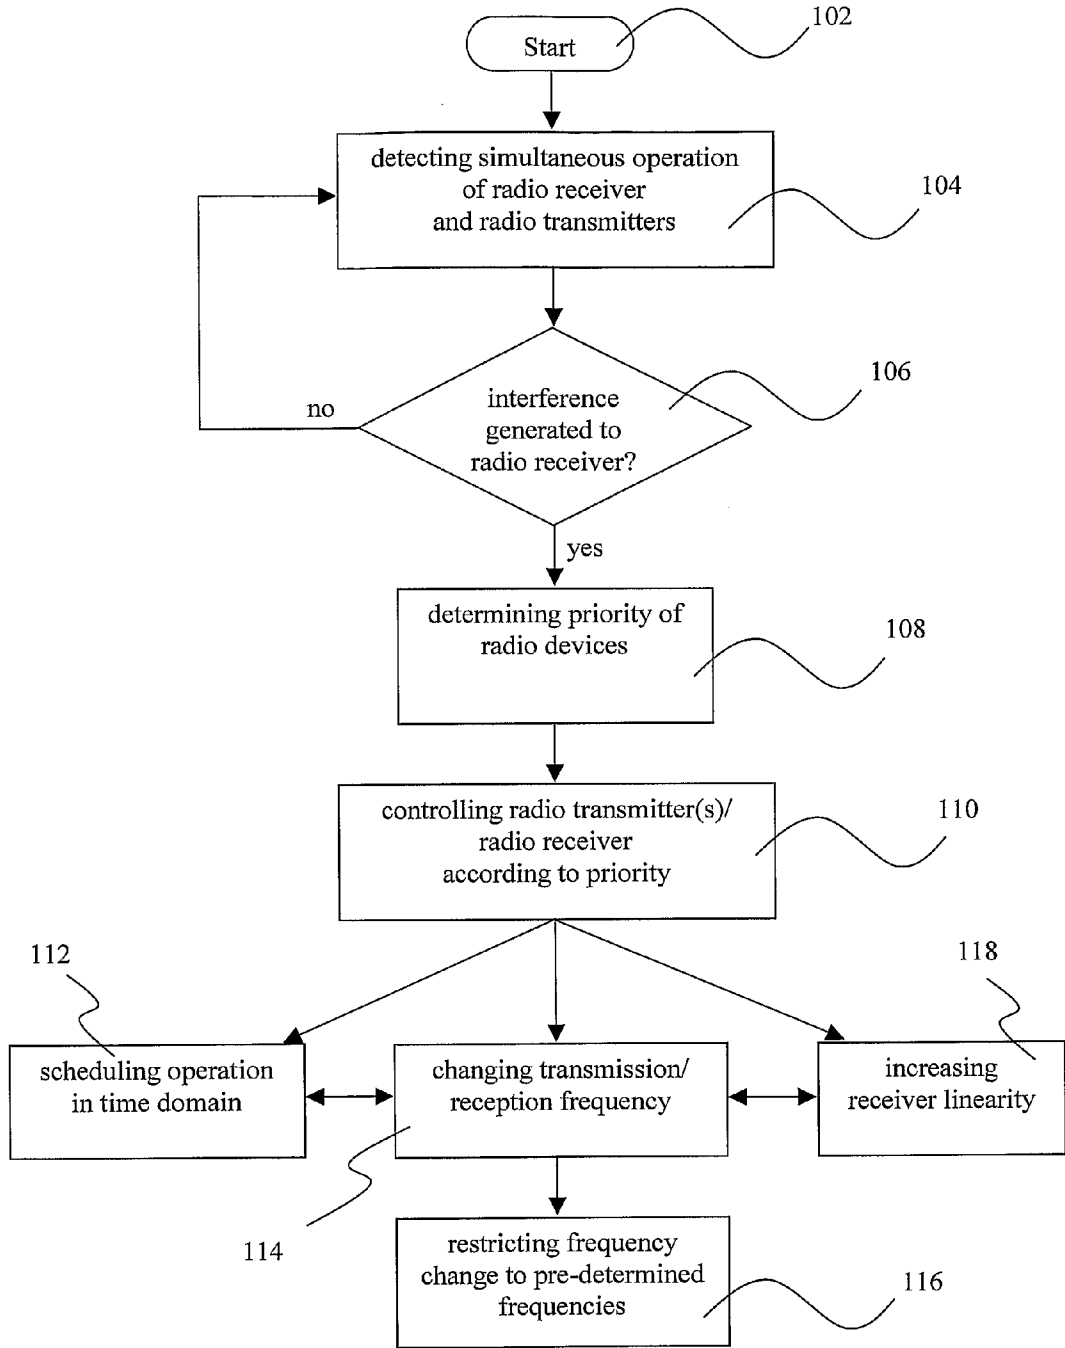 102
Start
detecting simultaneous operation
of radio receiver
and radio transmitters
104
106
interference
generated to
radio receiver?
no
yes
determining priority of
radio devices
108
controlling radio transmitter(s)/
radio receiver
according to priority
110
112
118
scheduling operation
in time domain
changing transmission/
reception frequency
increasing
receiver linearity
114
restricting frequency
change to pre-determined
frequencies
116